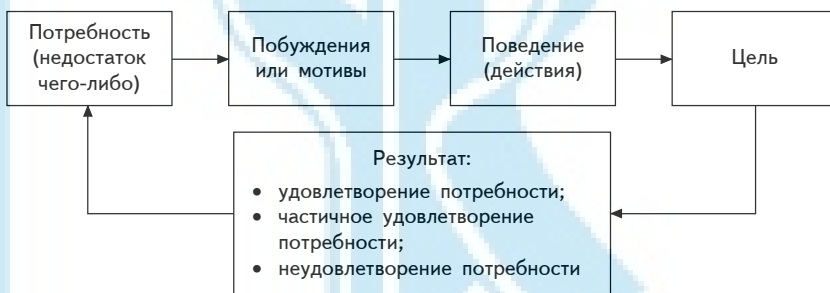 Потребность
(недостаток
чего-либо)
Побуждения
или мотивы
Поведение
(действия)
Цель
Результат:
• удовлетворение потребности;
• частичное удовлетворение
потребности;
• неудовлетворение потребности